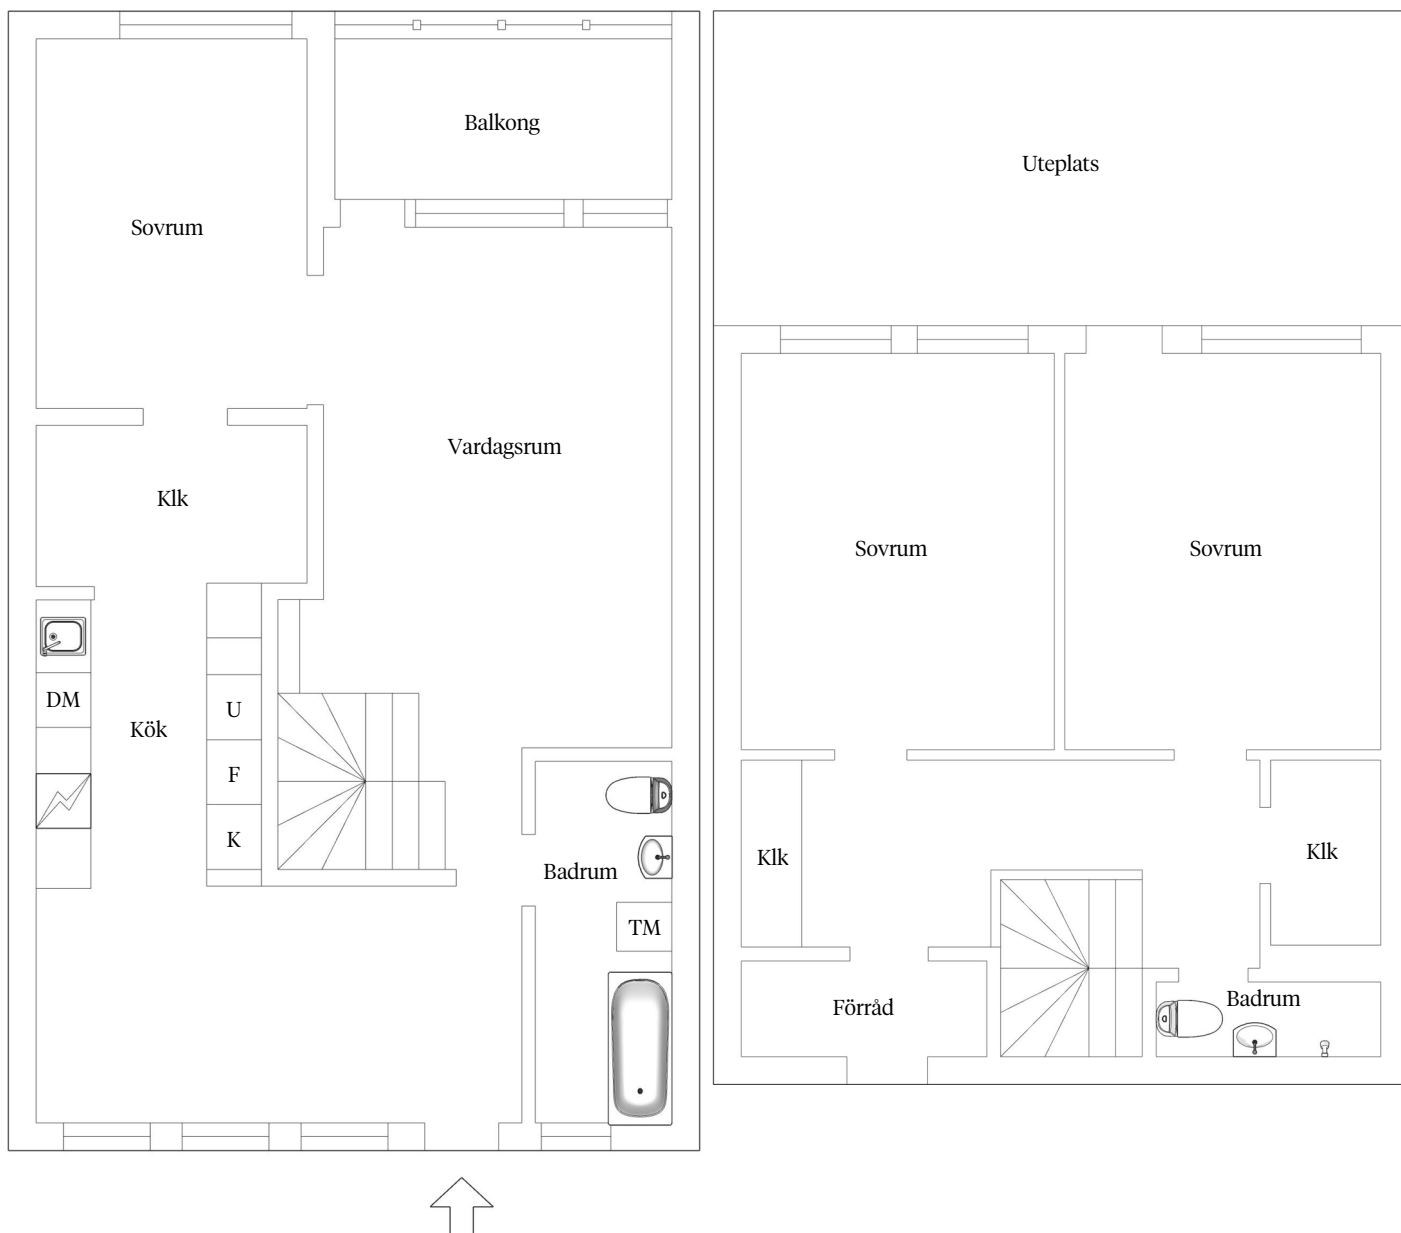 Balkong
Sovrum
Vardagsrum
Klk
DM
Kök
U
F
K
Badrum
TM
Uteplats
Sovrum
Sovrum
Klk
Klk
Förråd
Badrum